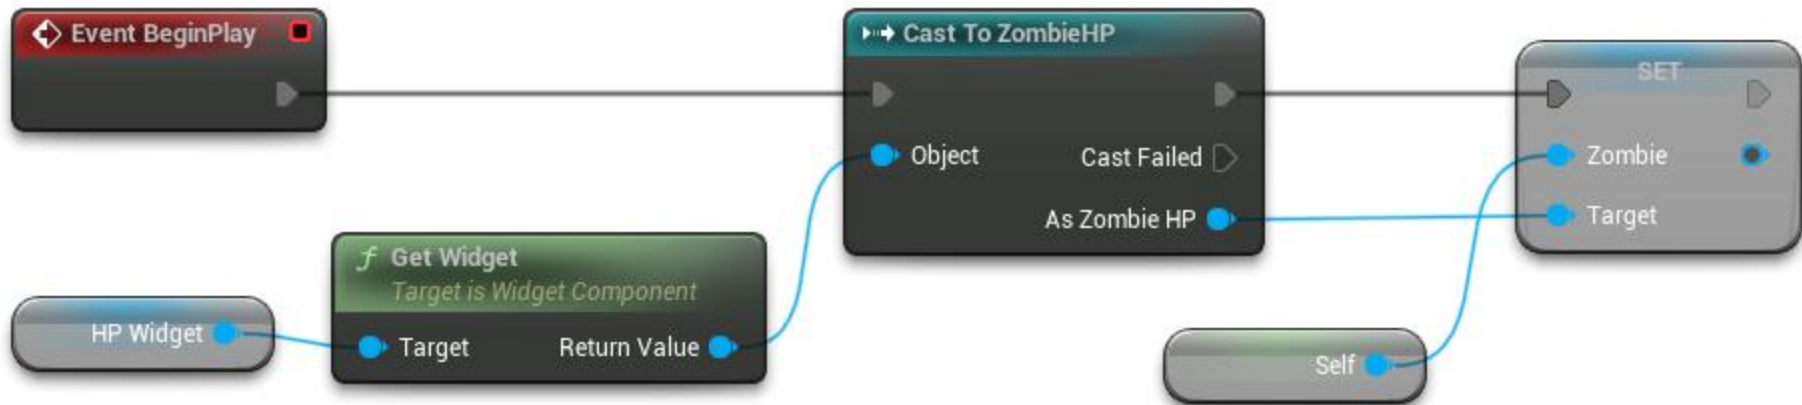 Event BeginPlay
Cast To ZombieHP
SET
Object
Cast Failed
Zombie
As Zombie HP
Target
Get Widget
Target is Widget Component
HP Widget
Target
Return Value
Self